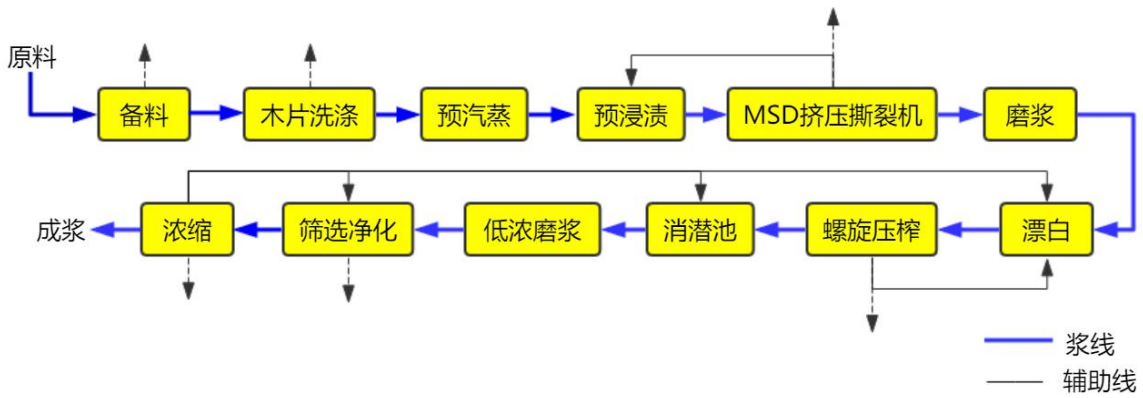 原料
备料
木片洗涤
预汽蒸
预浸渍
MSD挤压撕裂机
磨浆
成浆
浓缩
筛选净化
低浓磨浆
消潜池
螺旋压榨
漂白
浆线
辅助线